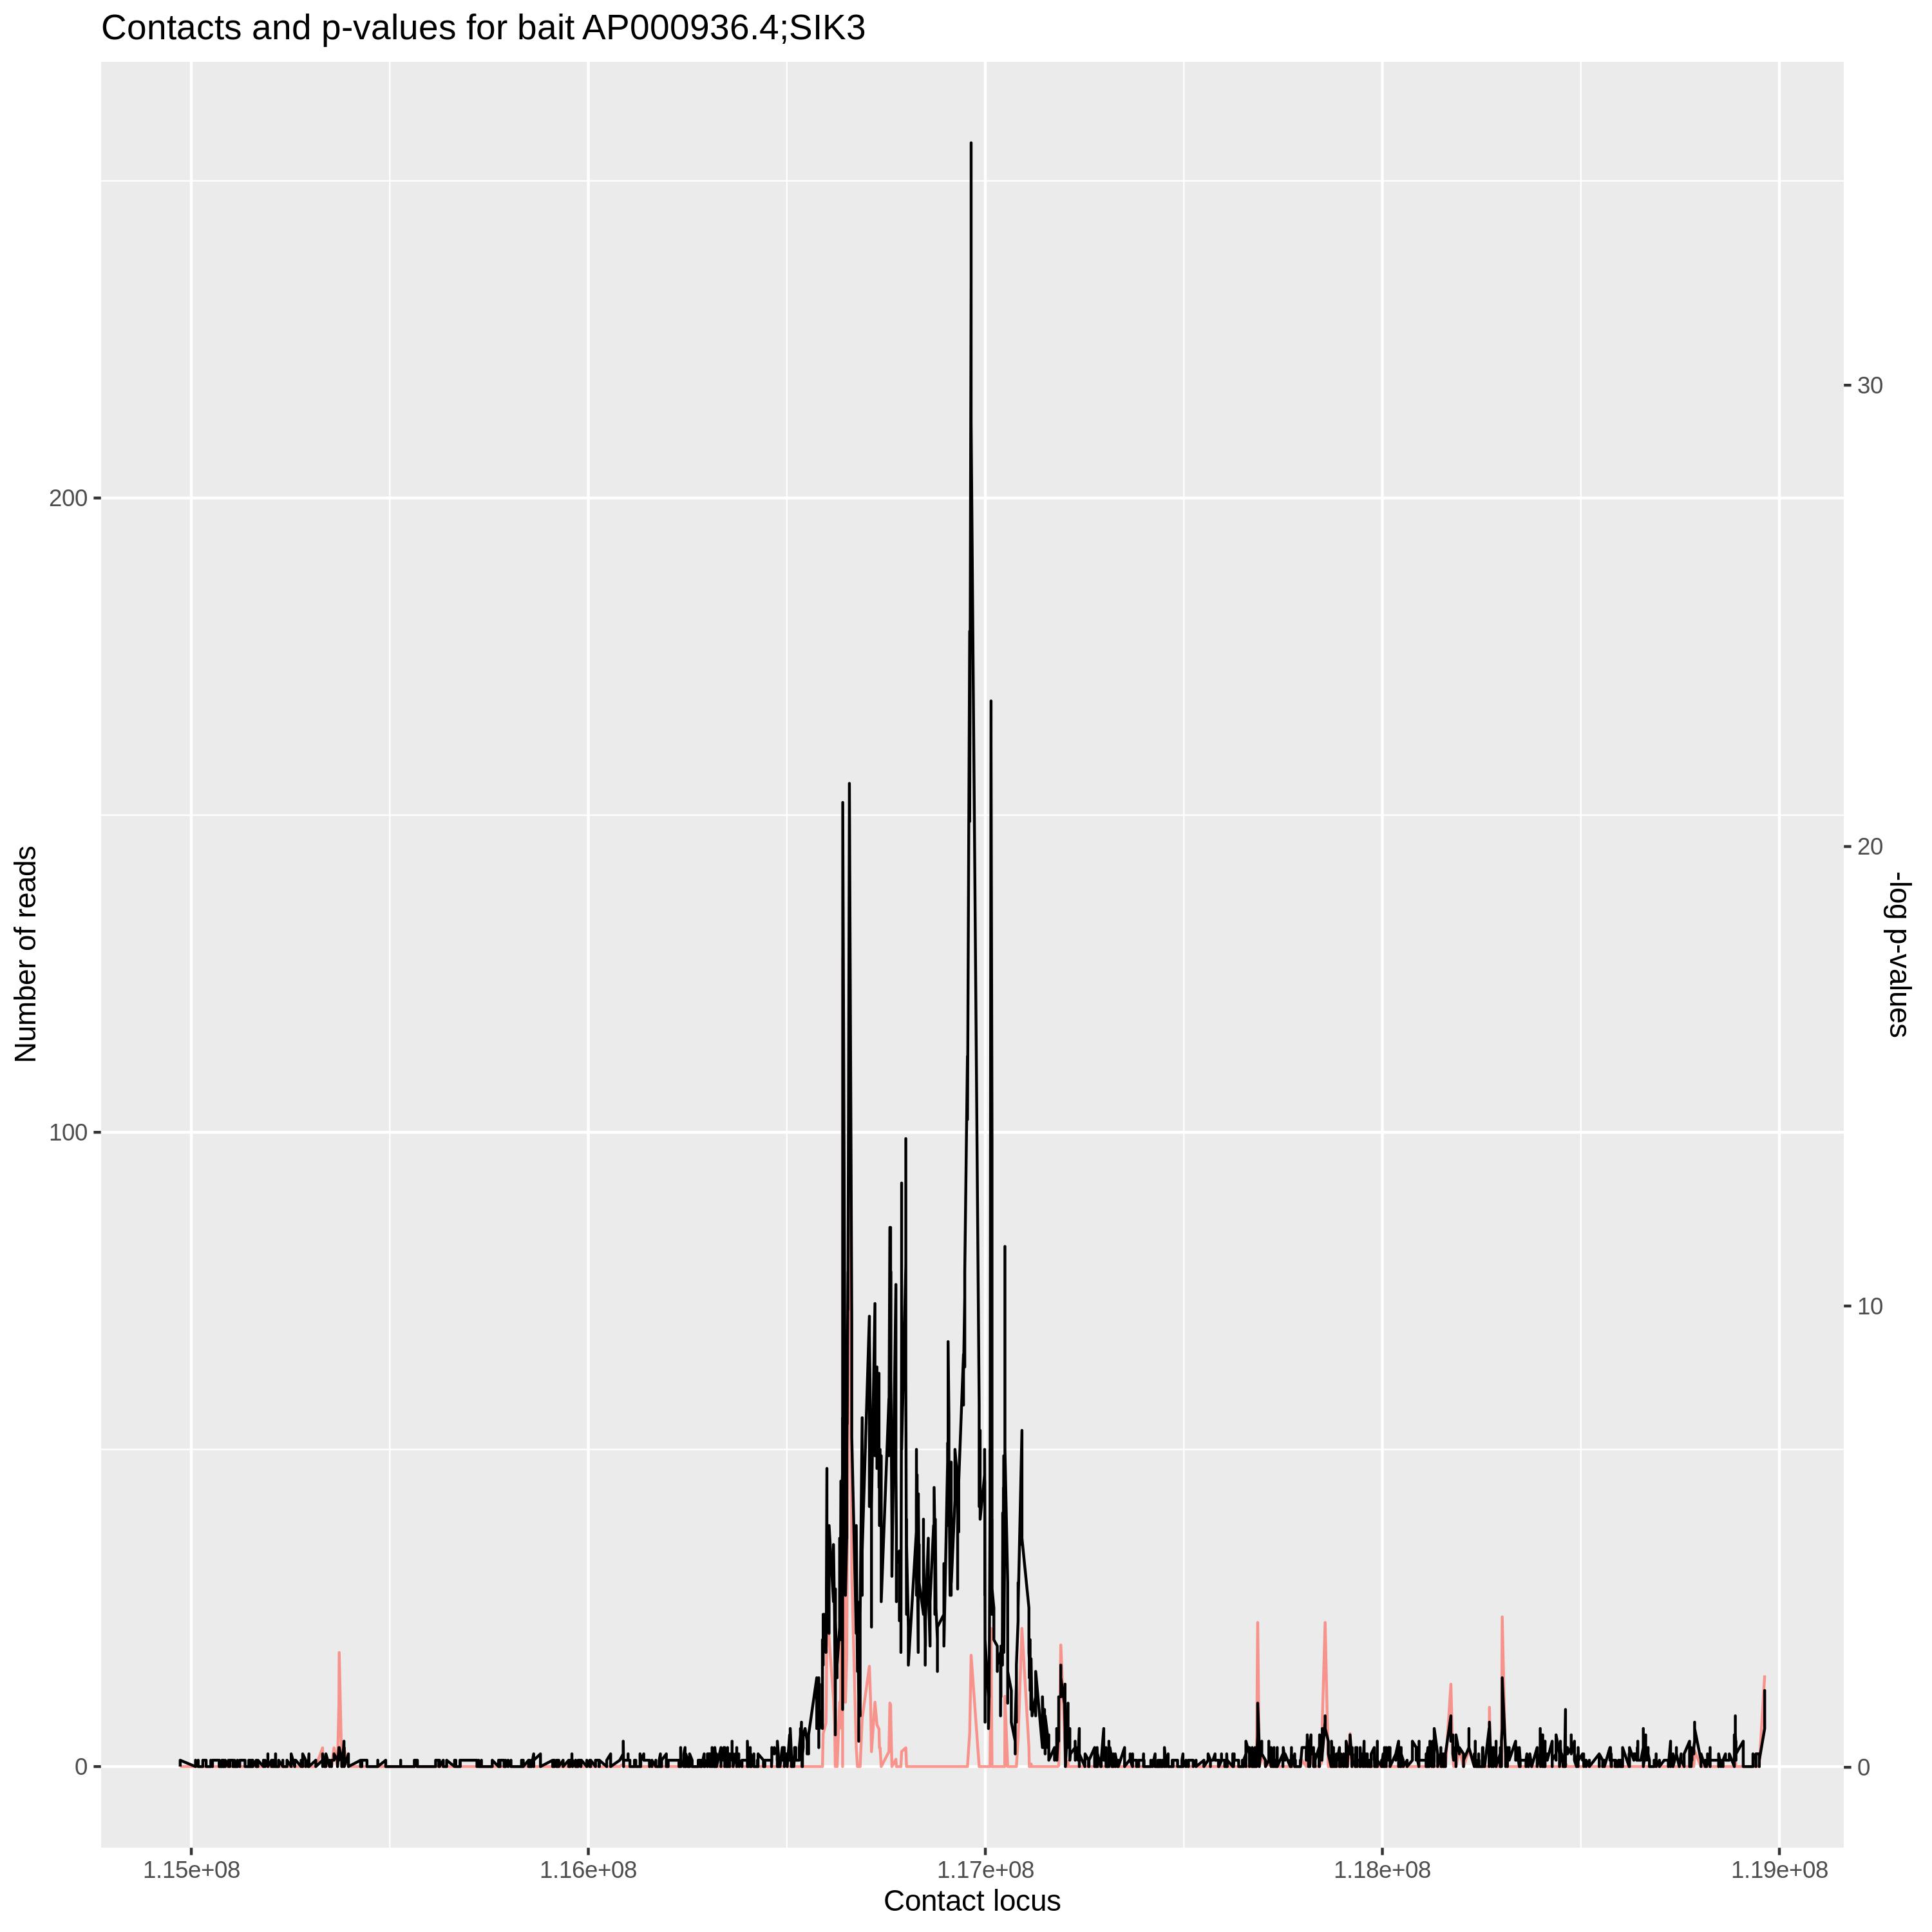 Contacts and p-values for bait AP000936.4;SIK3
Number of reads
200
100
0
30
20
10
0
-log p-values
1.15e+08
1.16e+08
1.17e+08
1.18e+08
1.19e+08
Contact locus